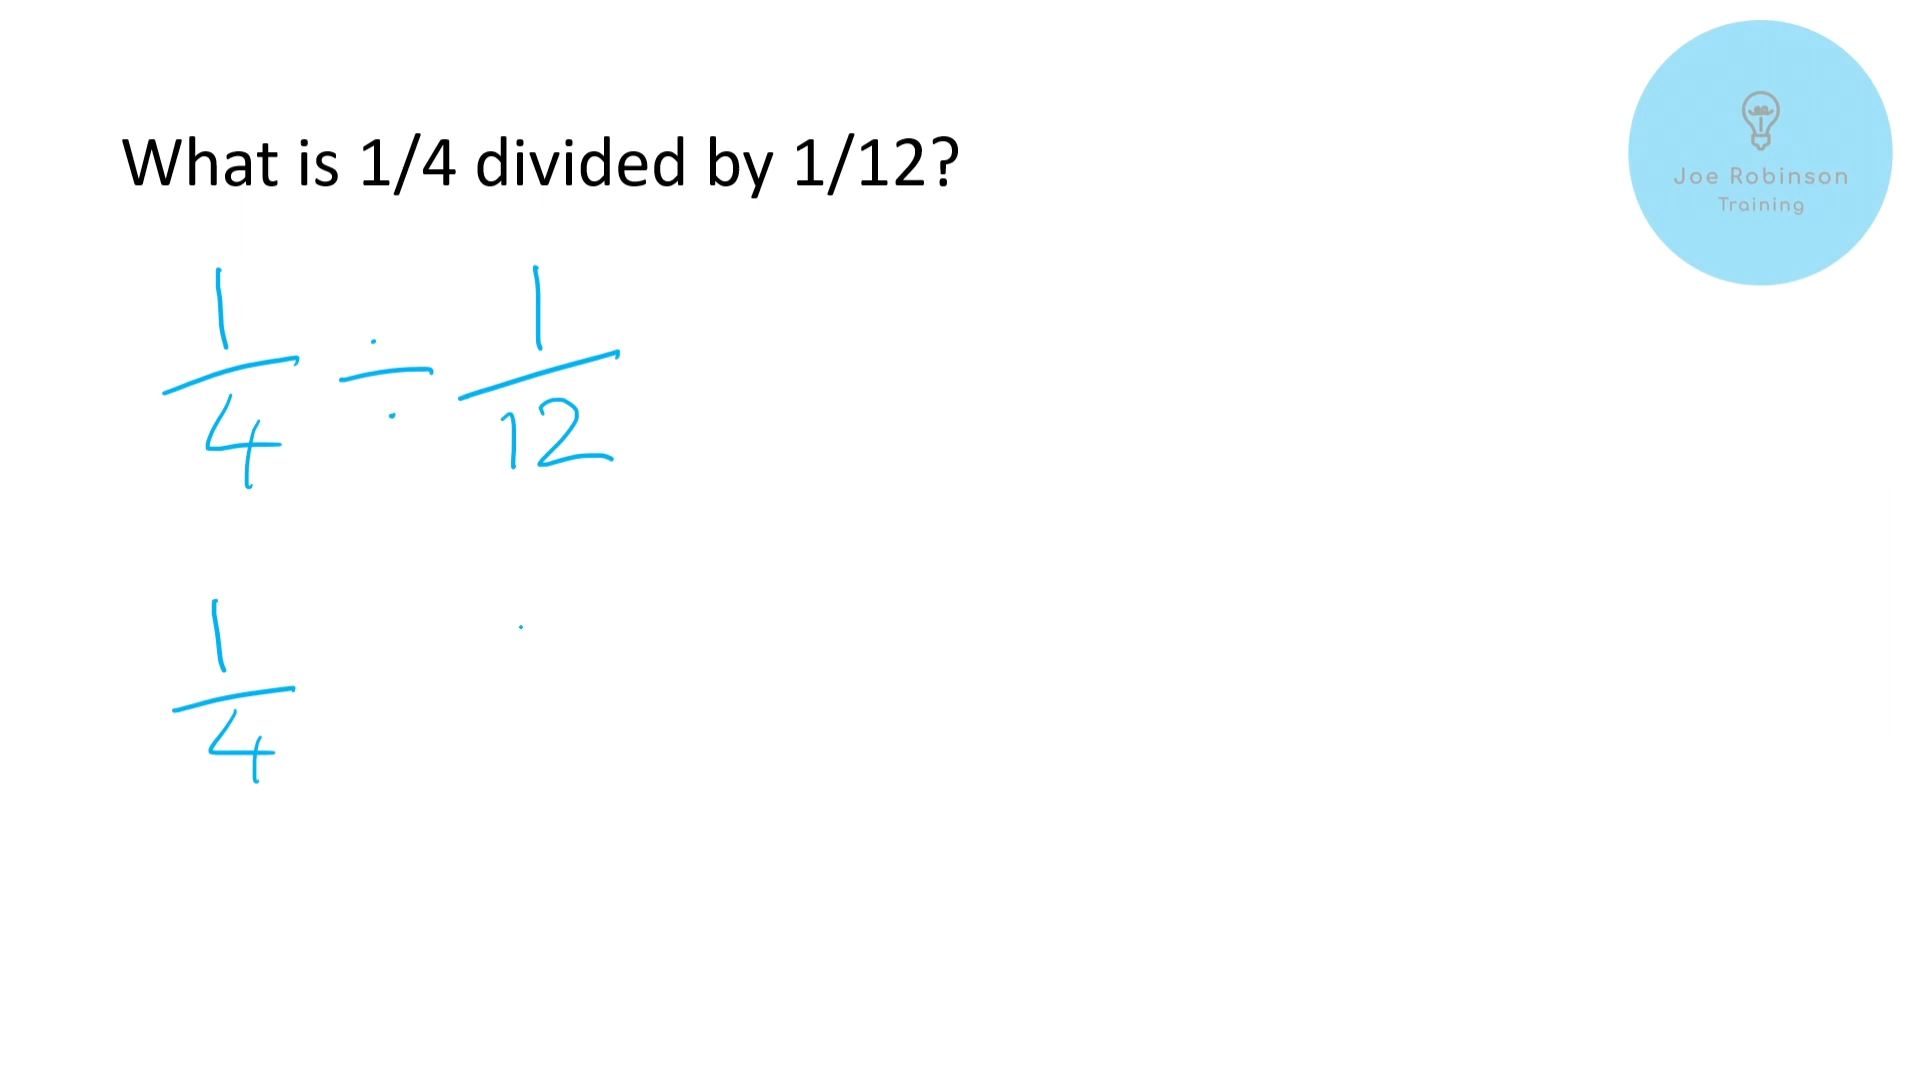 What is 1/4 divided by 1/12?
Joe Robinson
Training
1/4 ÷ 1/12
1/4